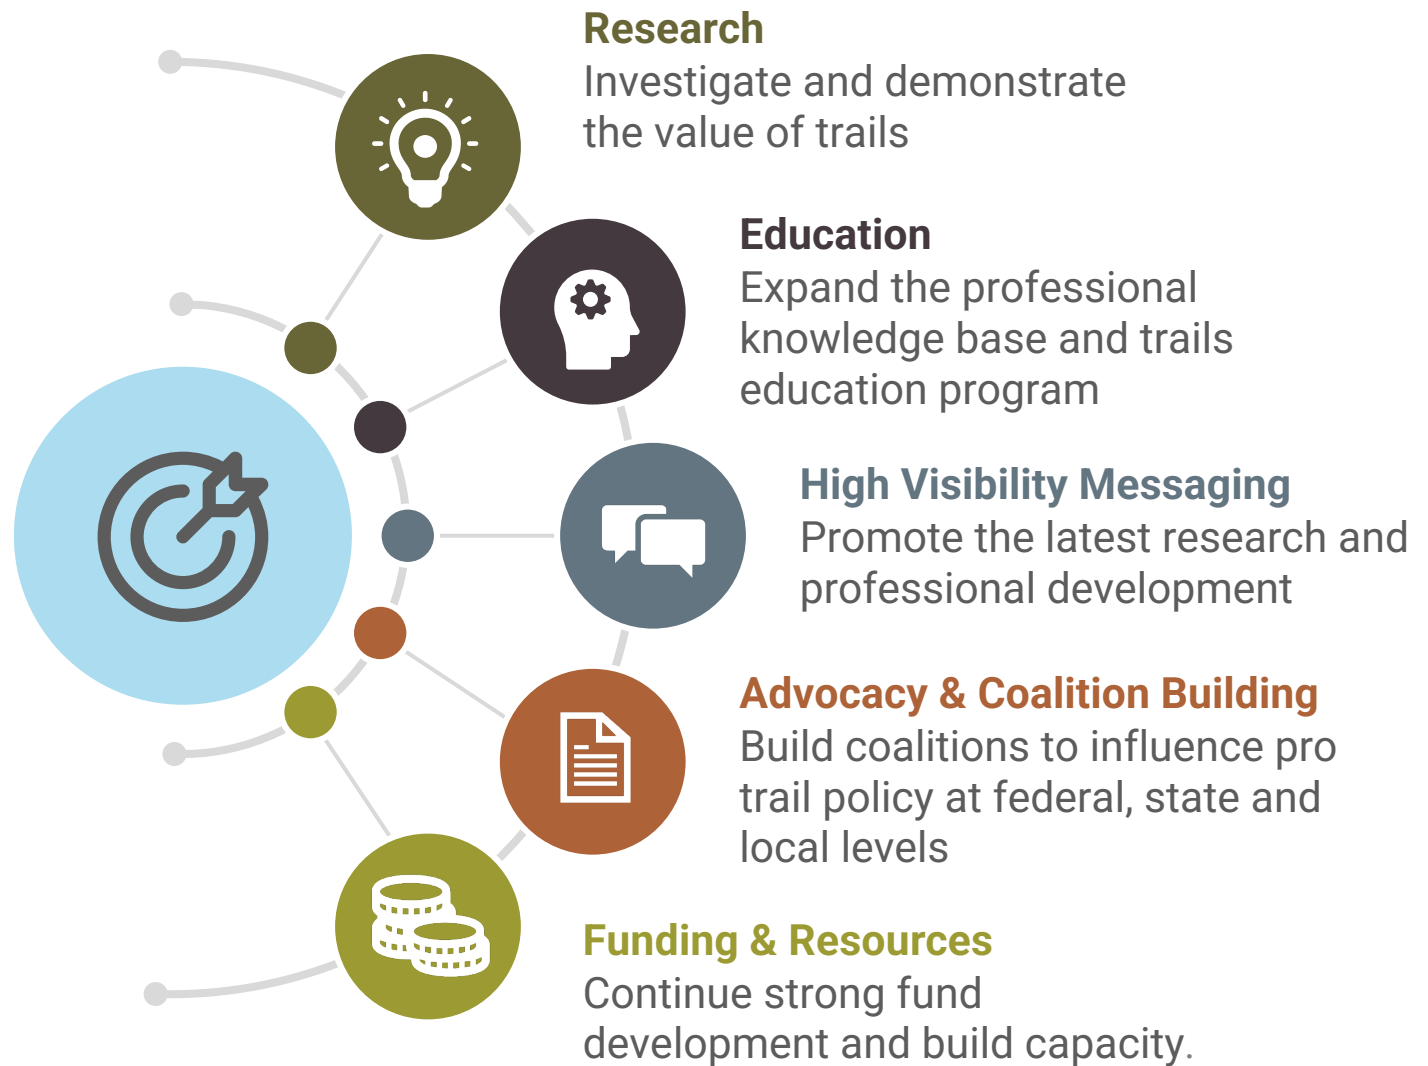 Research
Investigate and demonstrate
the value of trails
Education
Expand the professional
knowledge base and trails
education program
High Visibility Messaging
Promote the latest research and
professional development
Advocacy & Coalition Building
Build coalitions to influence pro
trail policy at federal, state and
local levels
Funding & Resources
Continue strong fund
development and build capacity.